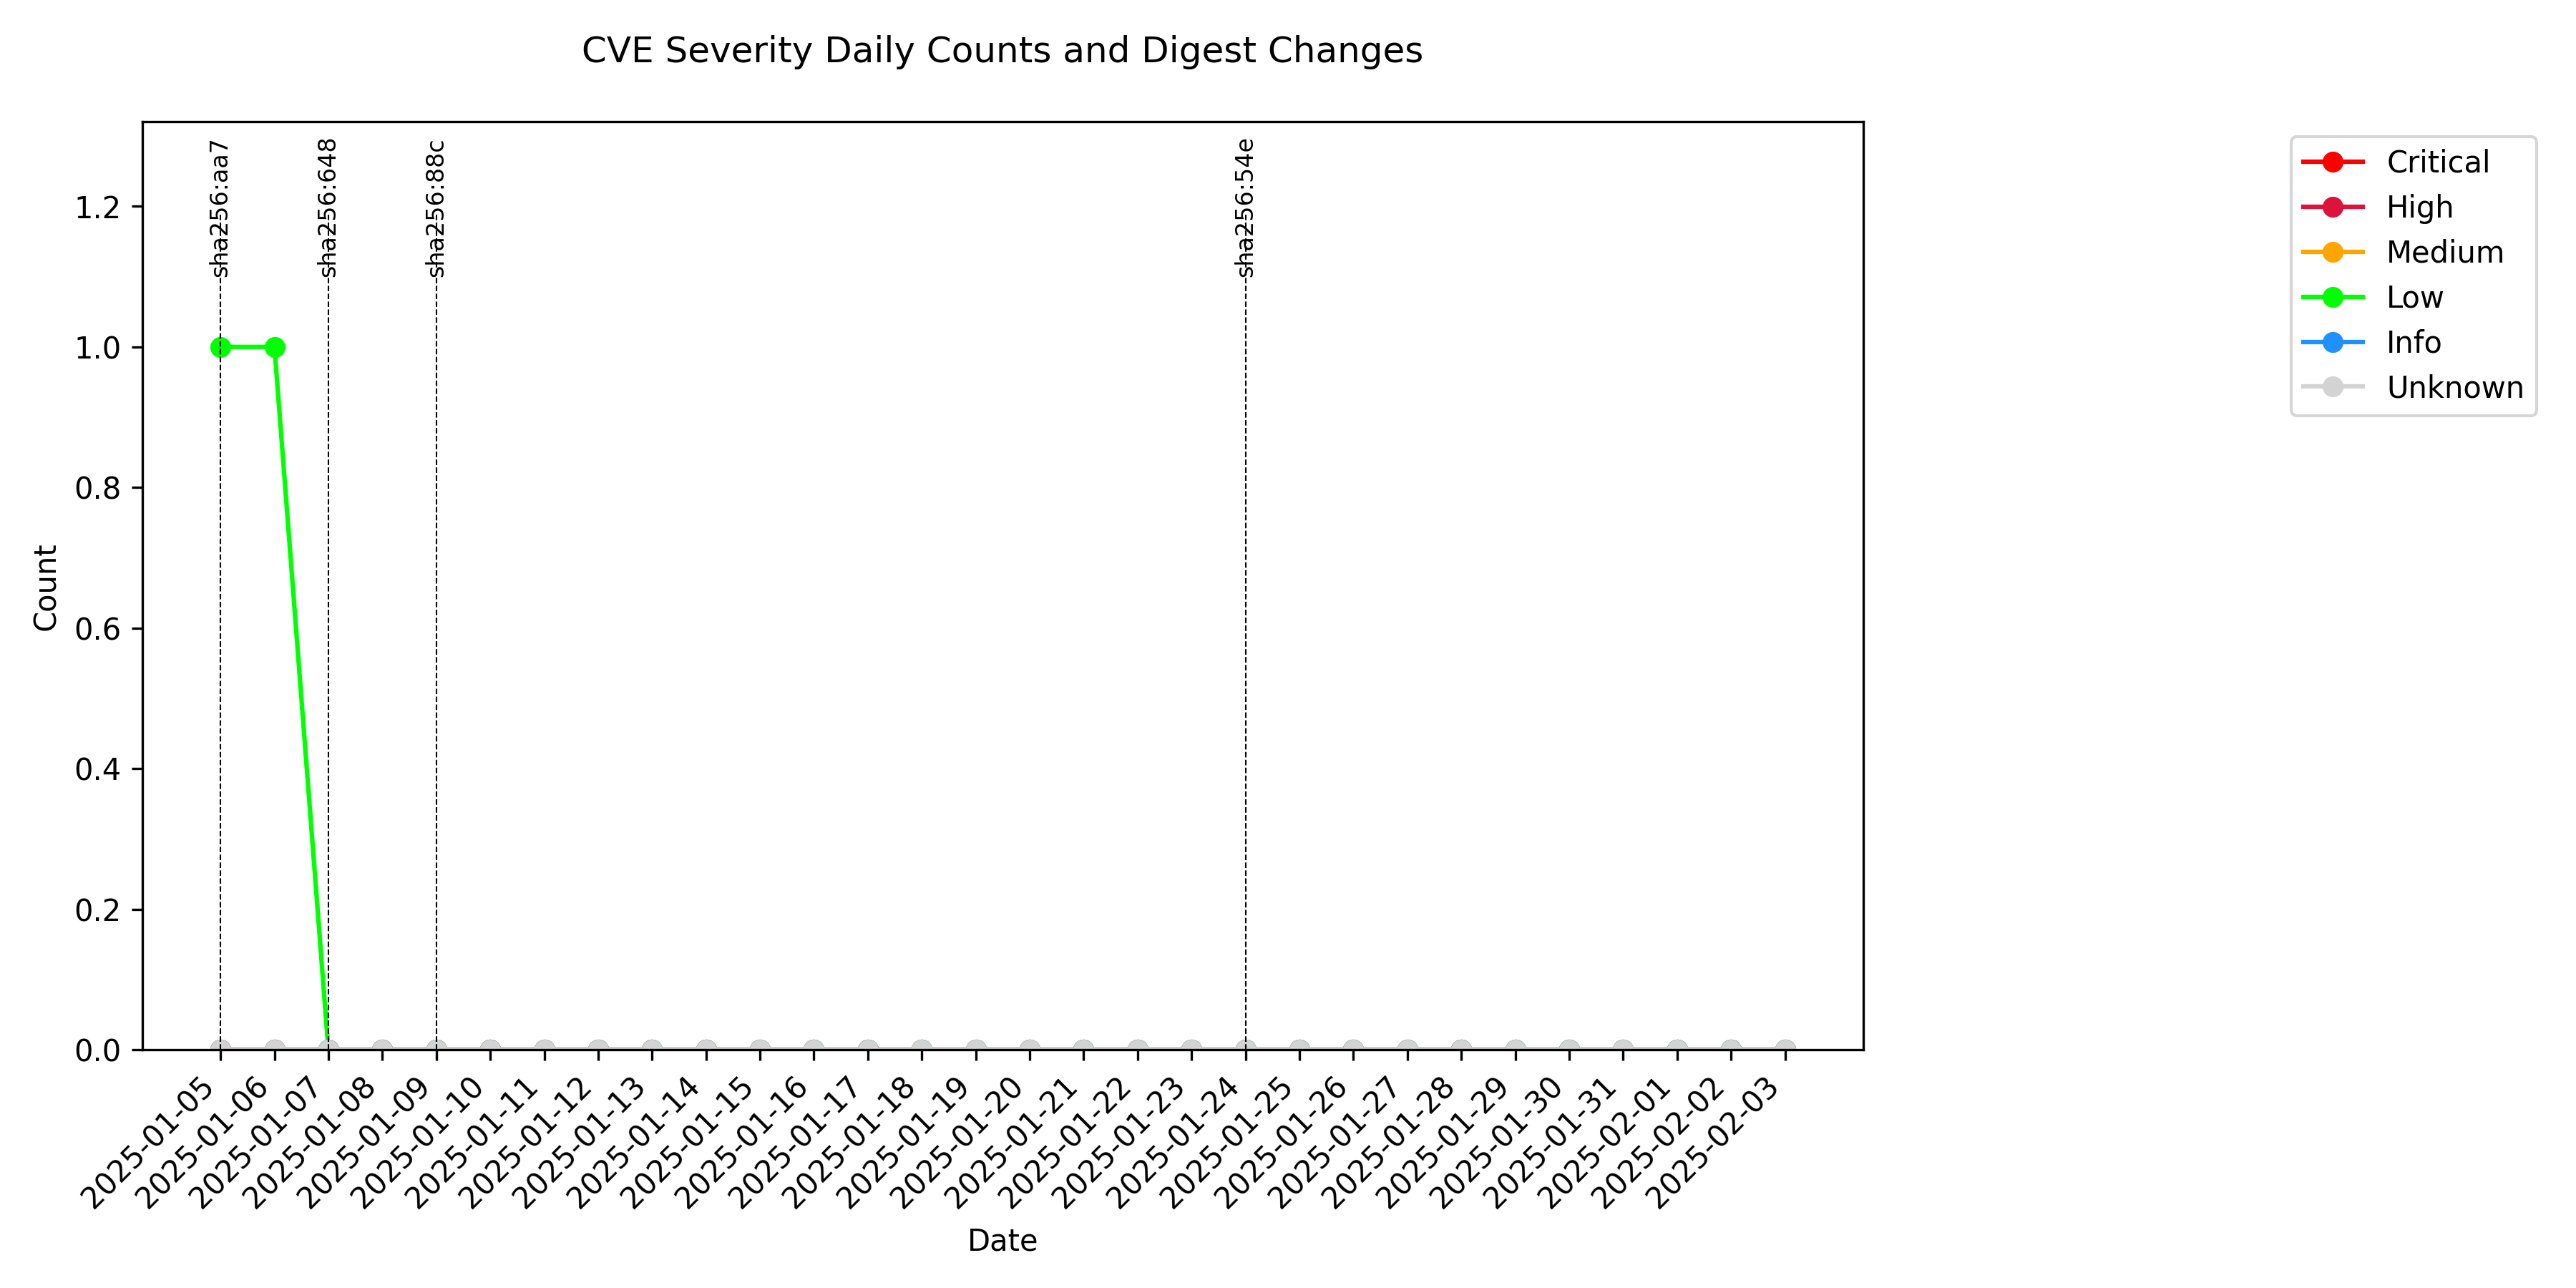 CVE Severity Daily Counts and Digest Changes
sha256:aa7
sha256:648
sha256:88c
sha256:54e
Critical
High
Medium
Low
Info
Unknown
1.2
1.0
0.8
0.6
0.4
0.2
0.0
Count
2025-01-05
2025-01-06
2025-01-07
2025-01-08
2025-01-09
2025-01-10
2025-01-11
2025-01-12
2025-01-13
2025-01-14
2025-01-15
2025-01-16
2025-01-17
2025-01-18
2025-01-19
2025-01-20
2025-01-21
2025-01-22
2025-01-23
2025-01-24
2025-01-25
2025-01-26
2025-01-27
2025-01-28
2025-01-29
2025-01-30
2025-01-31
2025-02-01
2025-02-02
2025-02-03
Date